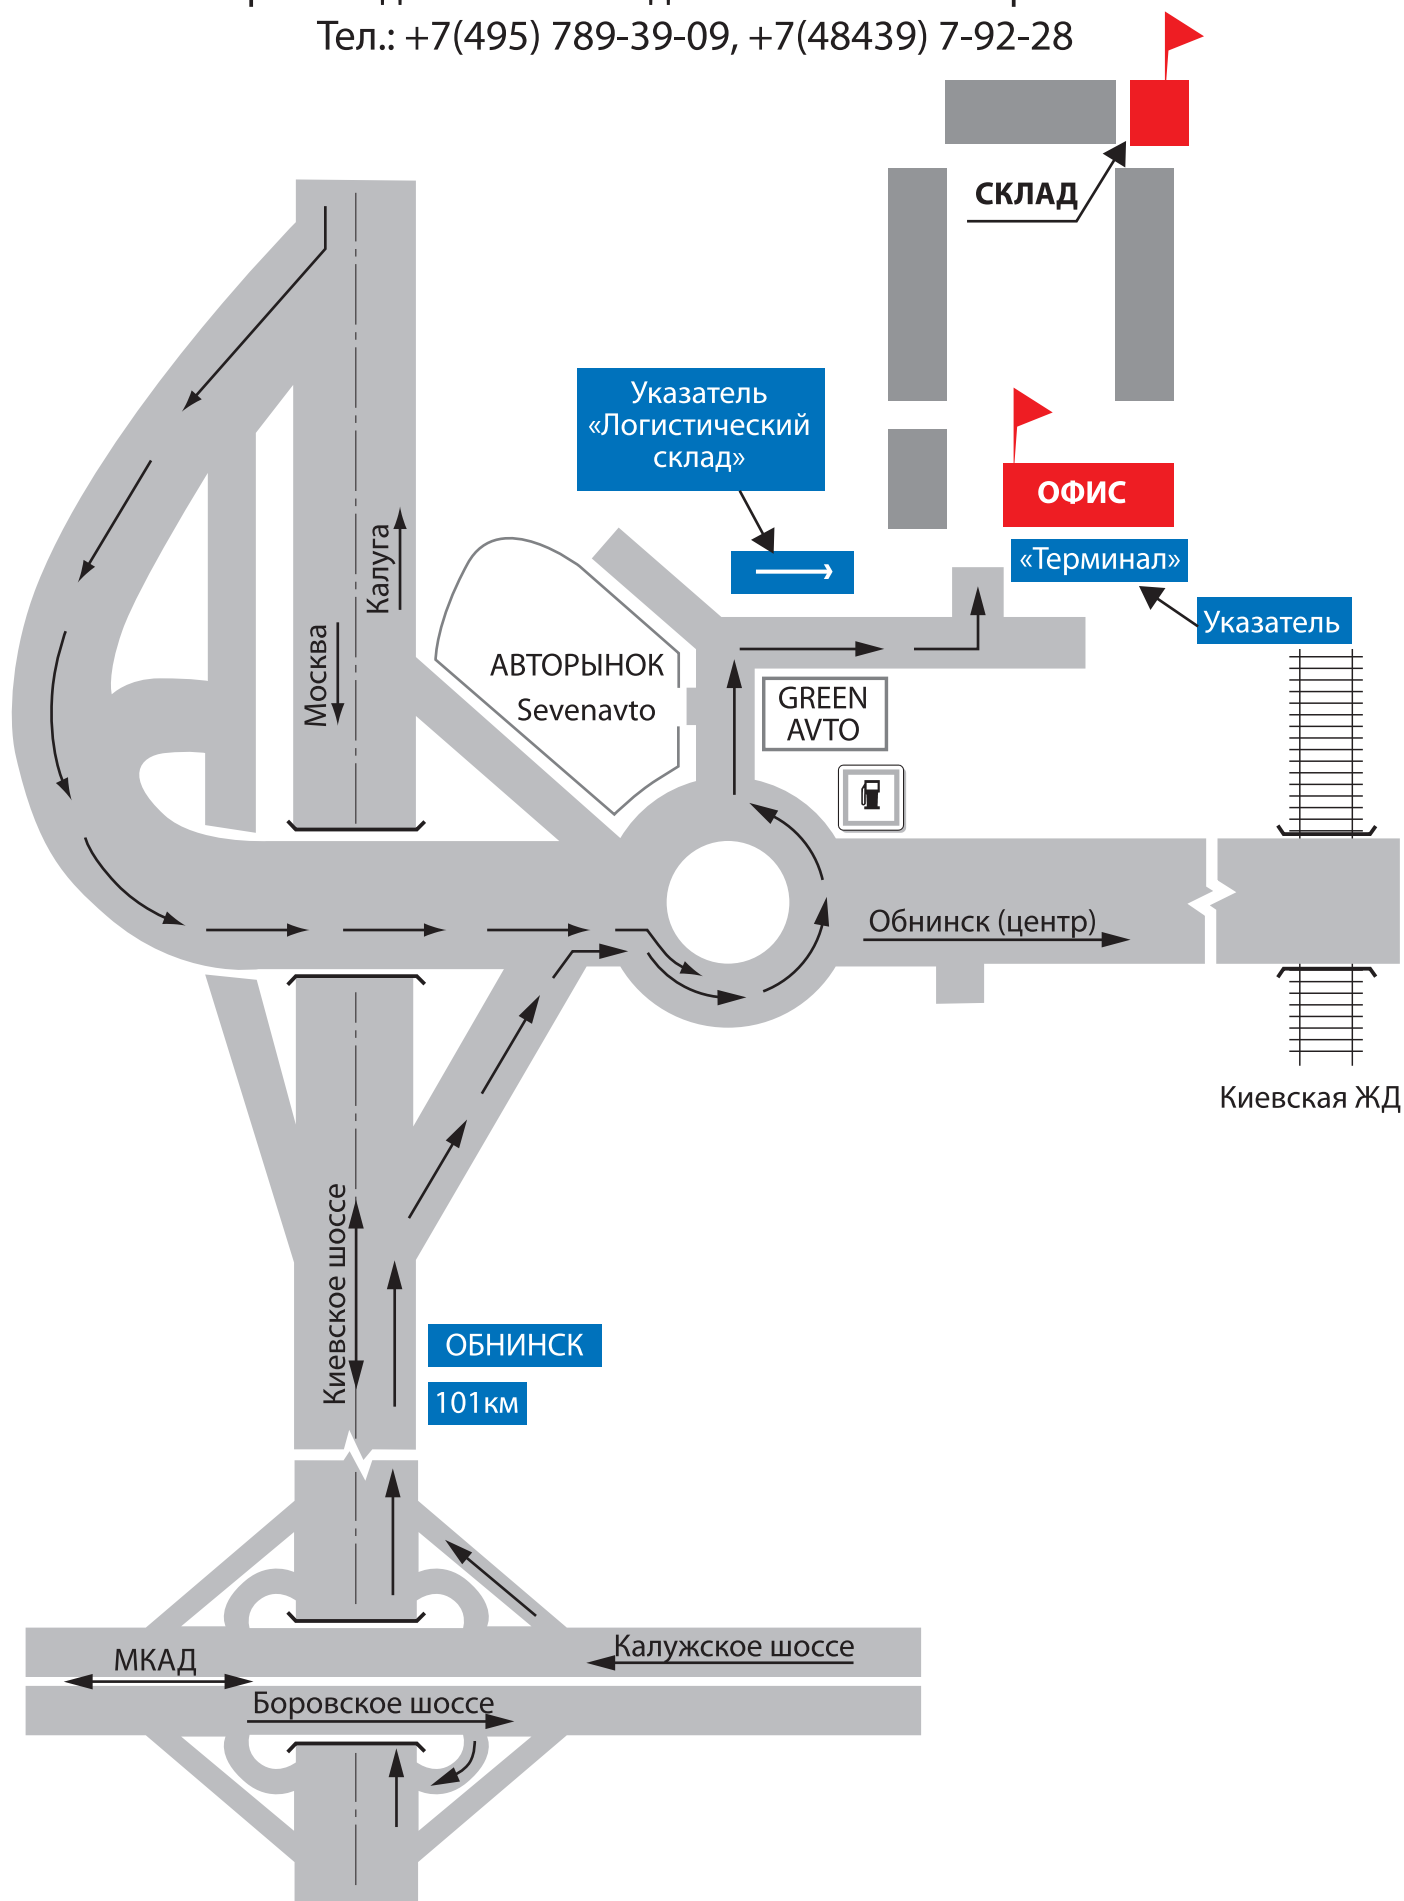 Тел.: +7(495) 789-39-09, +7(48439) 7-92-28
СКЛАД
Указатель
«Логистический
склад»
ОФИС
«Терминал»
Указатель
Калуга
Москва
АВТОРЫНОК
Sevenavto
GREEN
AVTO
Обнинск (центр)
Киевская ЖД
Киевское шоссе
ОБНИНСК
101км
Калужское шоссе
МКАД
Боровское шоссе